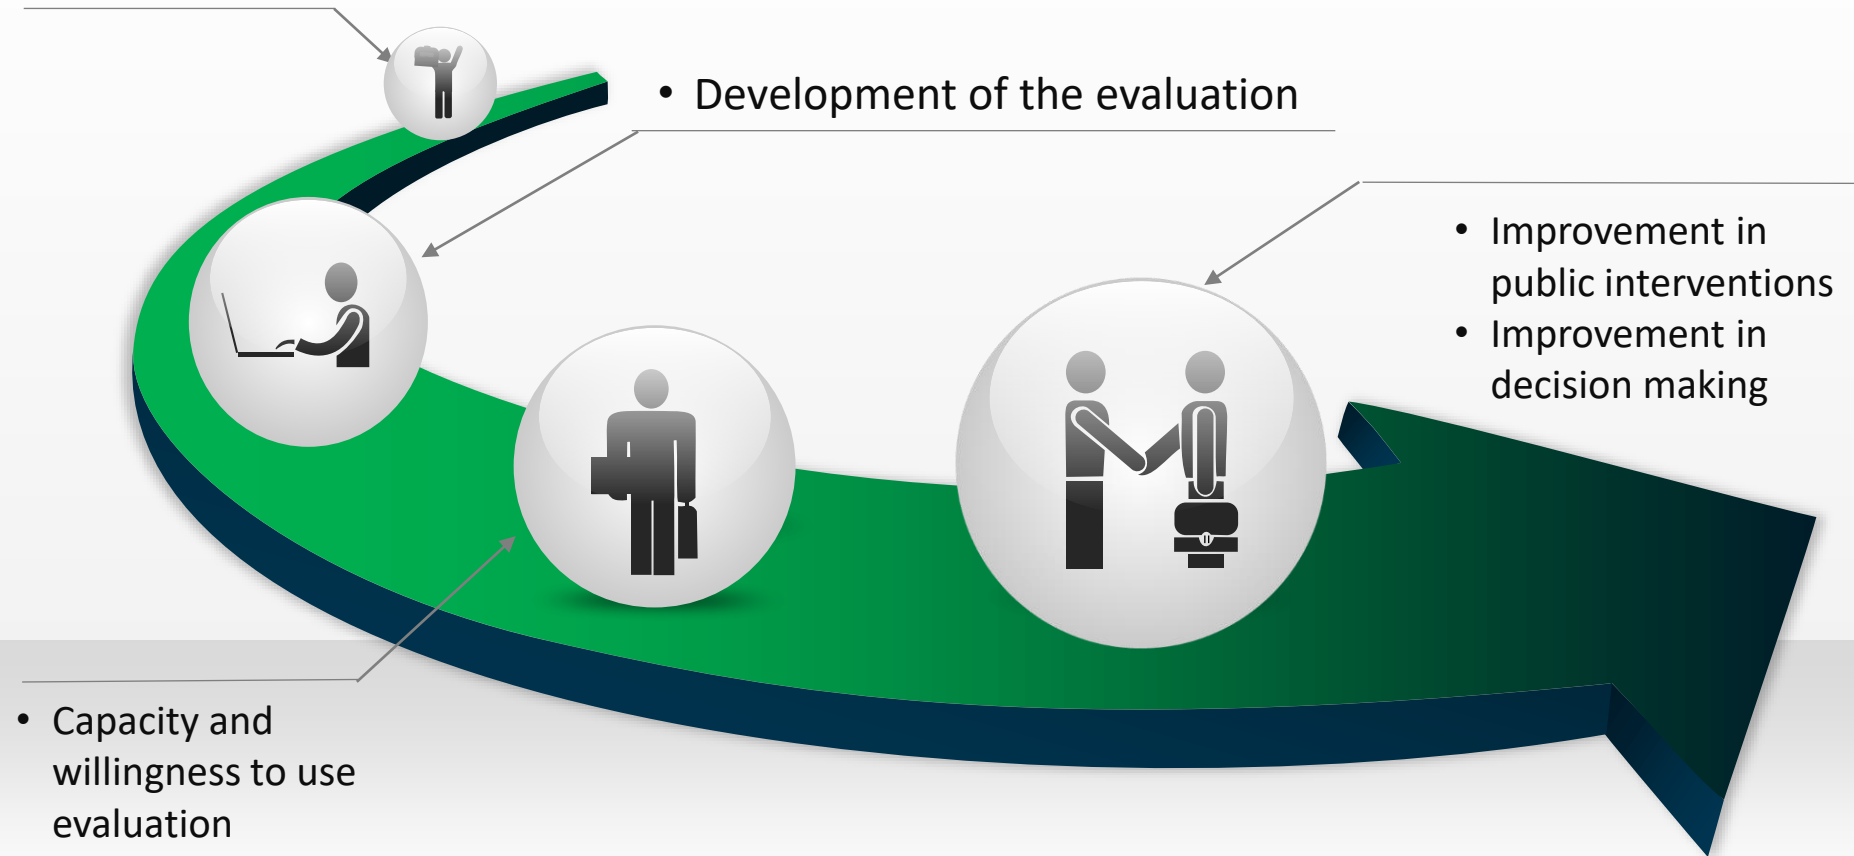 • Development of the evaluation
• Improvement in
public interventions
• Improvement in
decision making
• Capacity and
willingness to use
evaluation